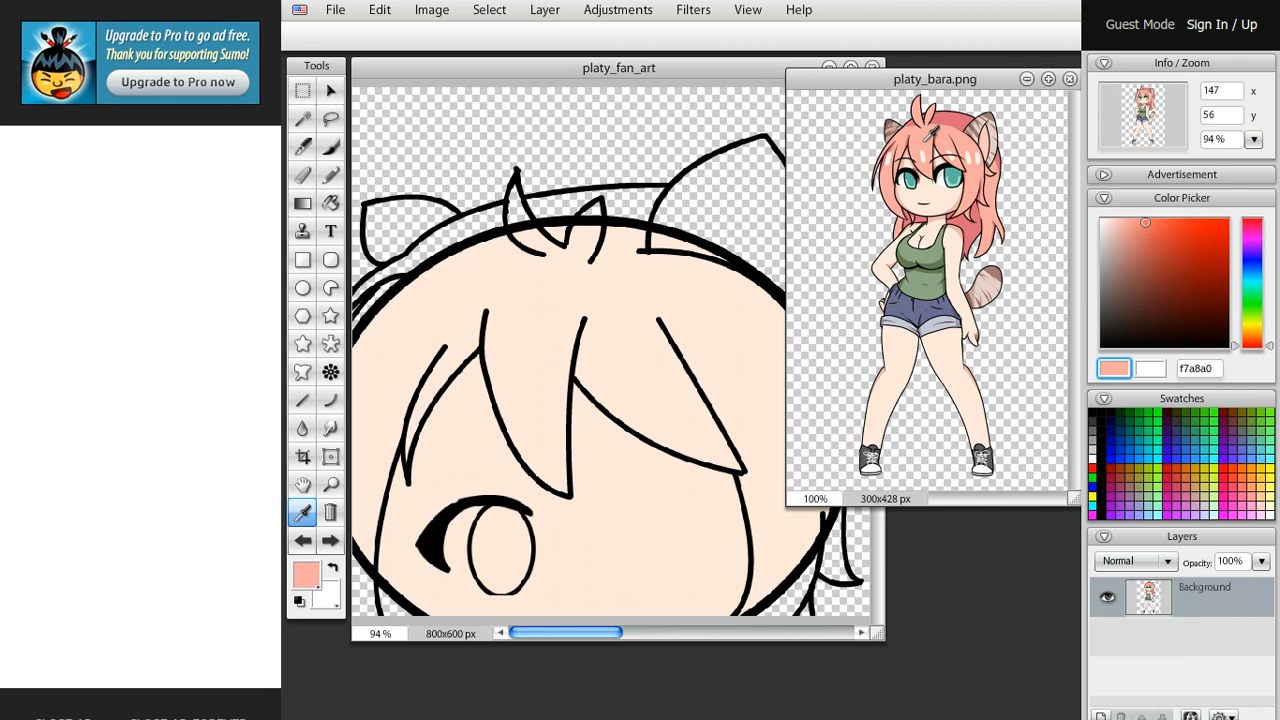 Upgrade to Pro to go ad free.
Thank you for supporting Sumo!
Upgrade to Pro now
File Edit Image Select Layer Adjustments Filters View Help
Guest Mode Sign In / Up
Tools
platy_fan_art
platy_bara.png
Info / Zoom
147 x
56 y
94 %
Advertisement
Color Picker
f7a8a0
Swatches
100% 300x428 px
Layers
Normal Opacity: 100%
Background
94 % 800x600 px